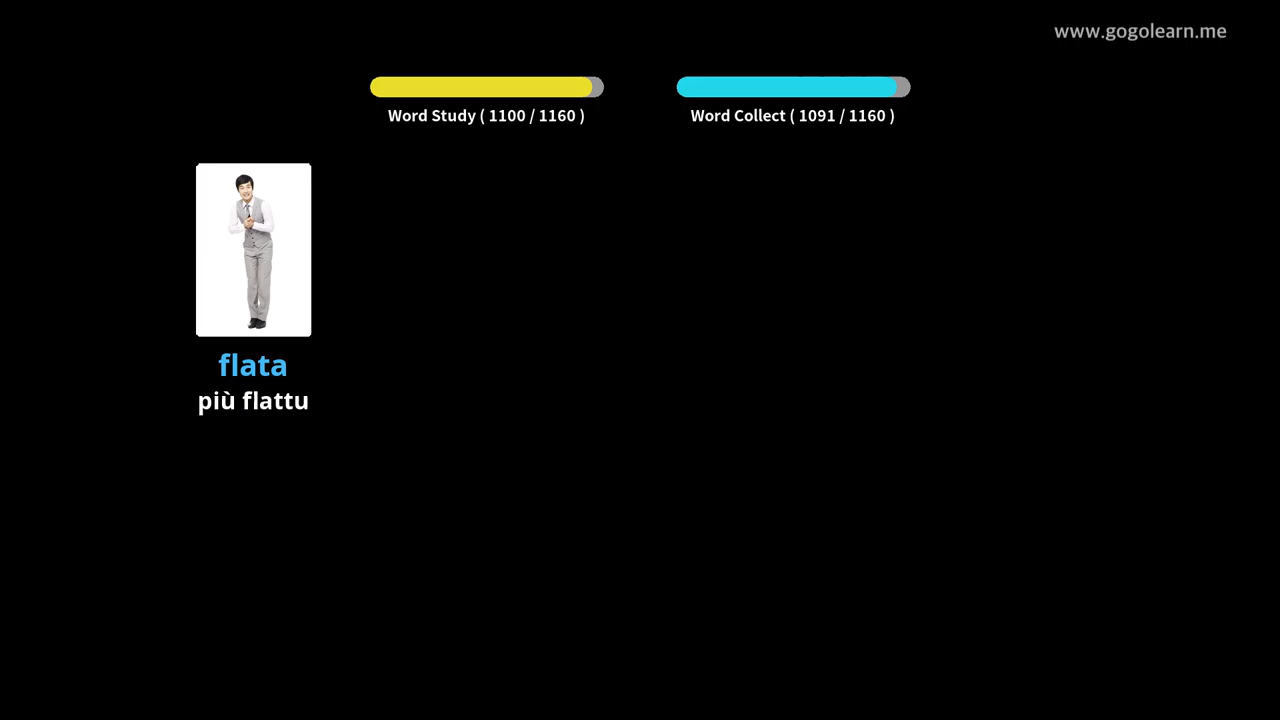 www.gogolearn.me
Word Study ( 1100 / 1160 )
Word Collect ( 1091 / 1160 )
flata
più flattu